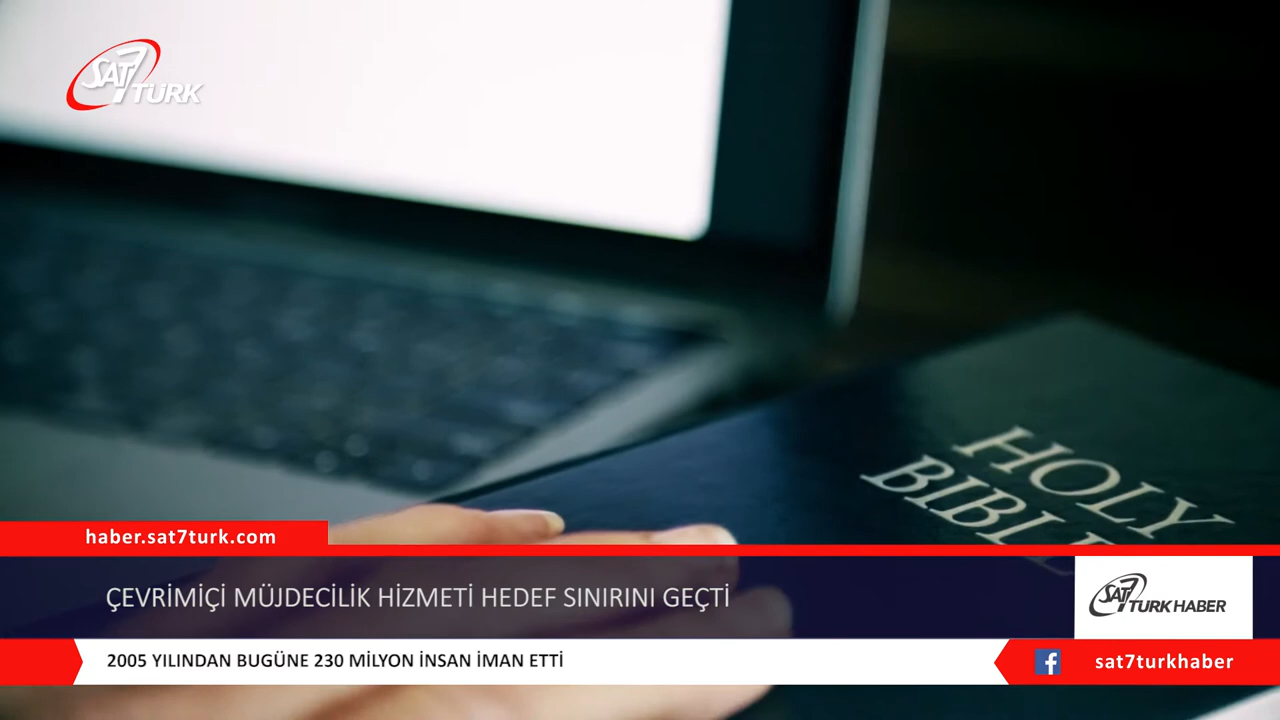 SAT7 TURK
HOLY
BIBLE
haber.sat7turk.com
ÇEVRİMİÇİ MÜJDECİLİK HİZMETİ HEDEF SINIRINI GEÇTİ
SAT7 TURK HABER
2005 YILINDAN BUGÜNE 230 MİLYON İNSAN İMAN ETTİ
sat7turkhaber